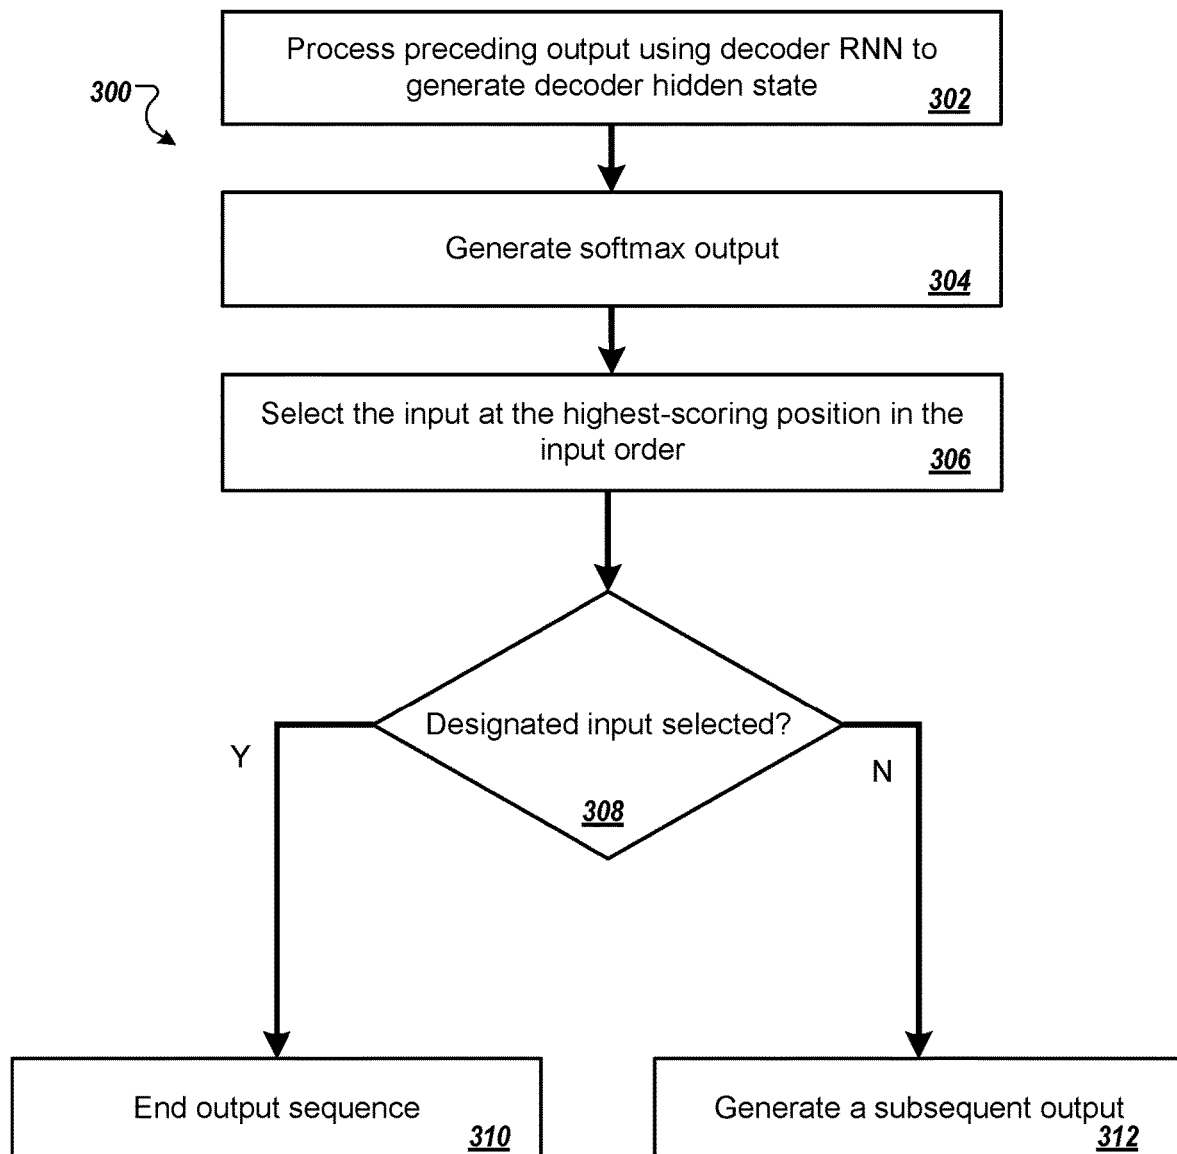 Process preceding output using decoder RNN to
generate decoder hidden state
302
300
Generate softmax output
304
Select the input at the highest-scoring position in the
input order
306
Designated input selected?
Y
N
308
End output sequence
310
Generate a subsequent output
312